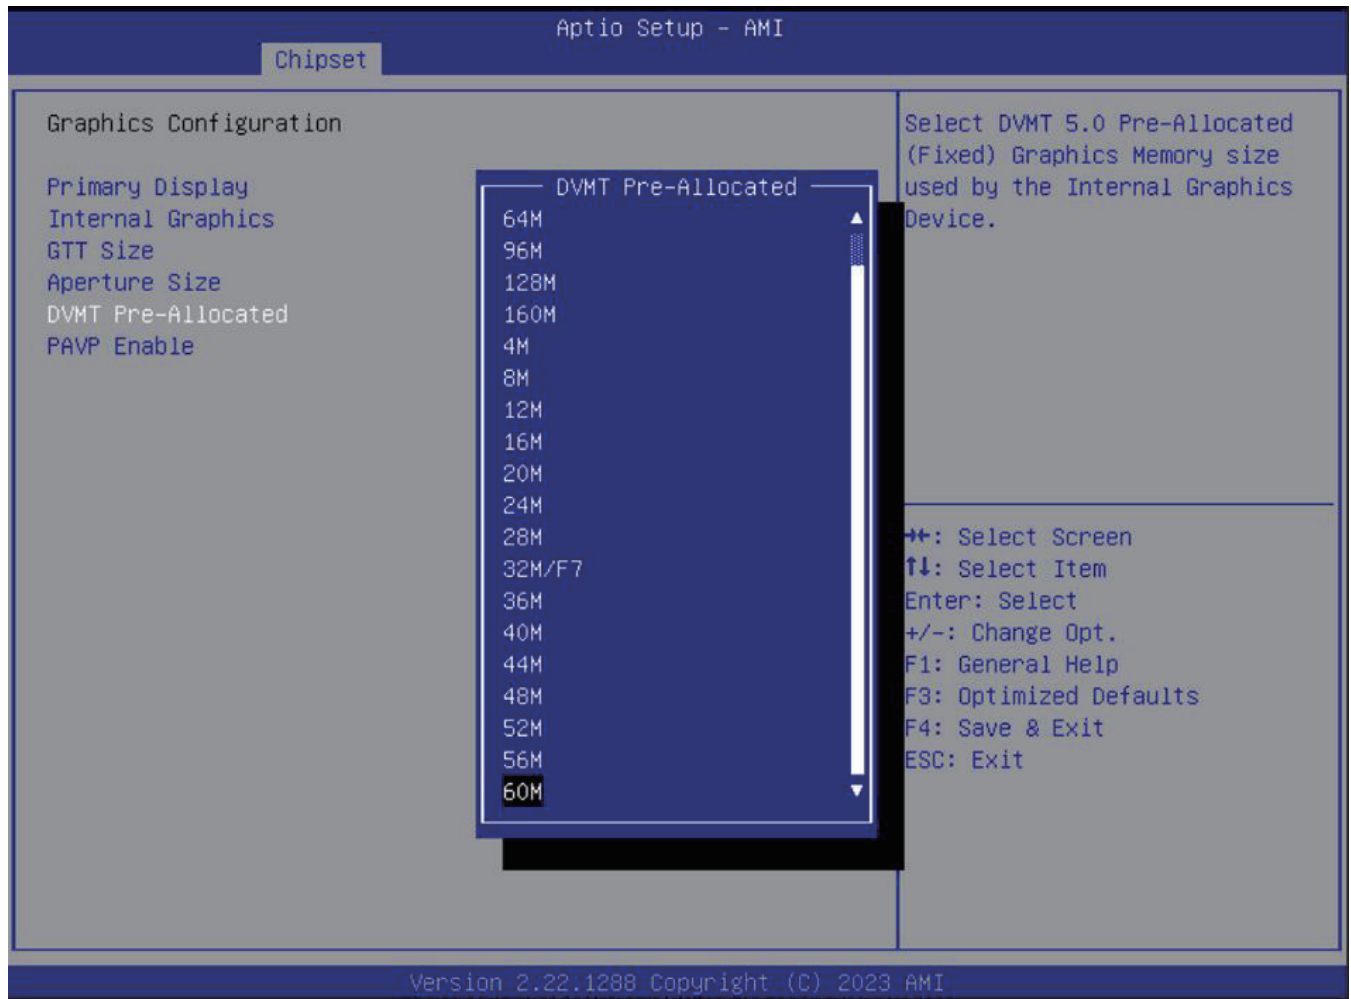 Aptio Setup – AMI
Chipset
Graphics Configuration
Primary Display
Internal Graphics
GTT Size
Aperture Size
DVMT Pre-Allocated
PAVP Enable
DVMT Pre-Allocated
64M
96M
128M
160M
4M
8M
12M
16M
20M
24M
28M
32M/F7
36M
40M
44M
48M
52M
56M
60M
Select DVMT 5.0 Pre-Allocated
(Fixed) Graphics Memory size
used by the Internal Graphics
Device.
→←: Select Screen
↑↓: Select Item
Enter: Select
+/-: Change Opt.
F1: General Help
F3: Optimized Defaults
F4: Save & Exit
ESC: Exit
Version 2.22.1288 Copyright (C) 2023 AMI